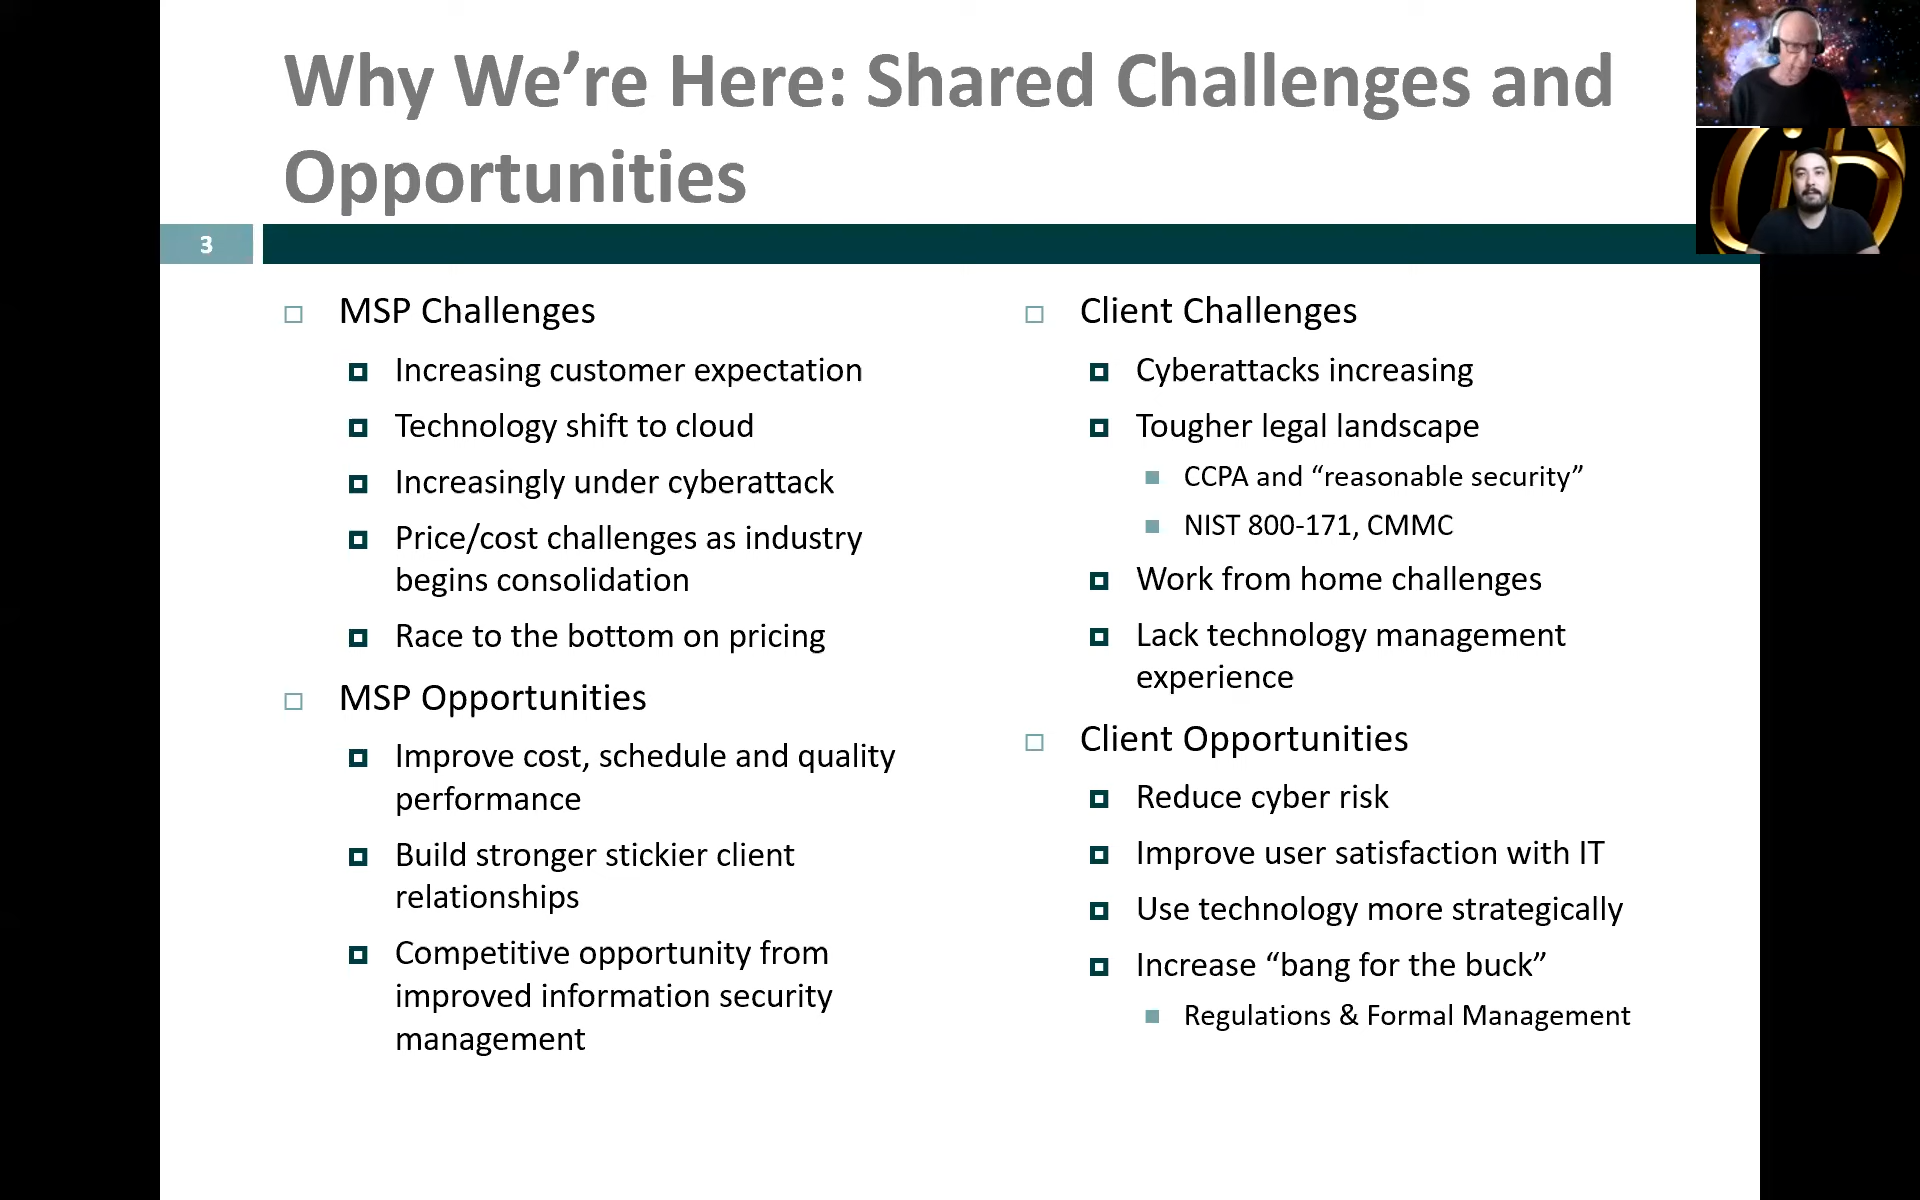 Why We’re Here: Shared Challenges and
Opportunities
3
MSP Challenges
Increasing customer expectation
Technology shift to cloud
Increasingly under cyberattack
Price/cost challenges as industry
begins consolidation
Race to the bottom on pricing
MSP Opportunities
Improve cost, schedule and quality
performance
Build stronger stickier client
relationships
Competitive opportunity from
improved information security
management
Client Challenges
Cyberattacks increasing
Tougher legal landscape
CCPA and “reasonable security”
NIST 800-171, CMMC
Work from home challenges
Lack technology management
experience
Client Opportunities
Reduce cyber risk
Improve user satisfaction with IT
Use technology more strategically
Increase “bang for the buck”
Regulations & Formal Management